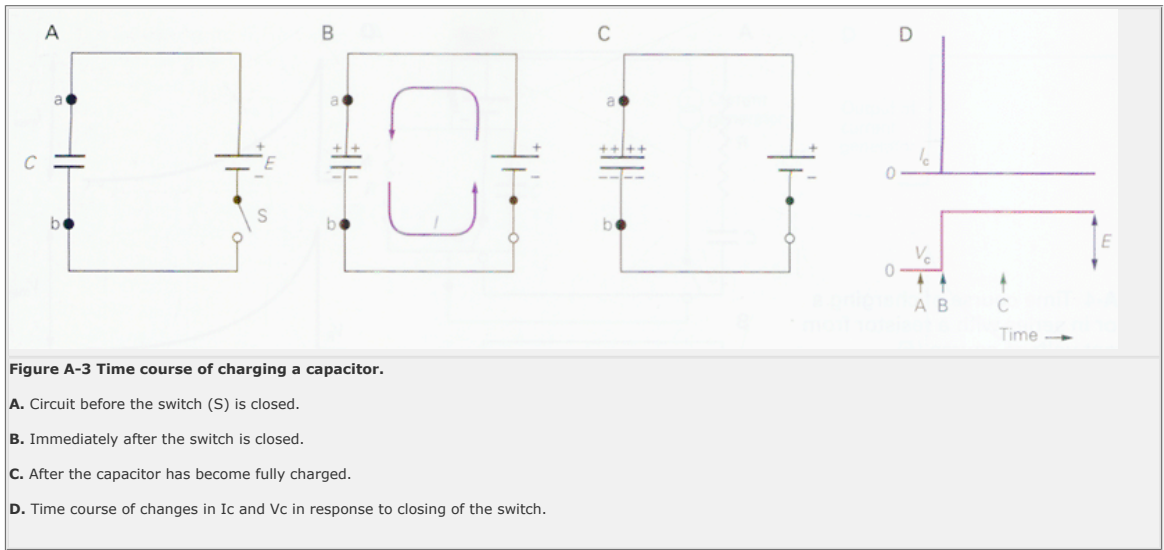 A B C D
a a a
C + E + + + ++ ++ + I_c
- -- - -- -- - 0
b S b I b
V_c E
0
A B C
Time
Figure A-3 Time course of charging a capacitor.
A. Circuit before the switch (S) is closed.
B. Immediately after the switch is closed.
C. After the capacitor has become fully charged.
D. Time course of changes in Ic and Vc in response to closing of the switch.